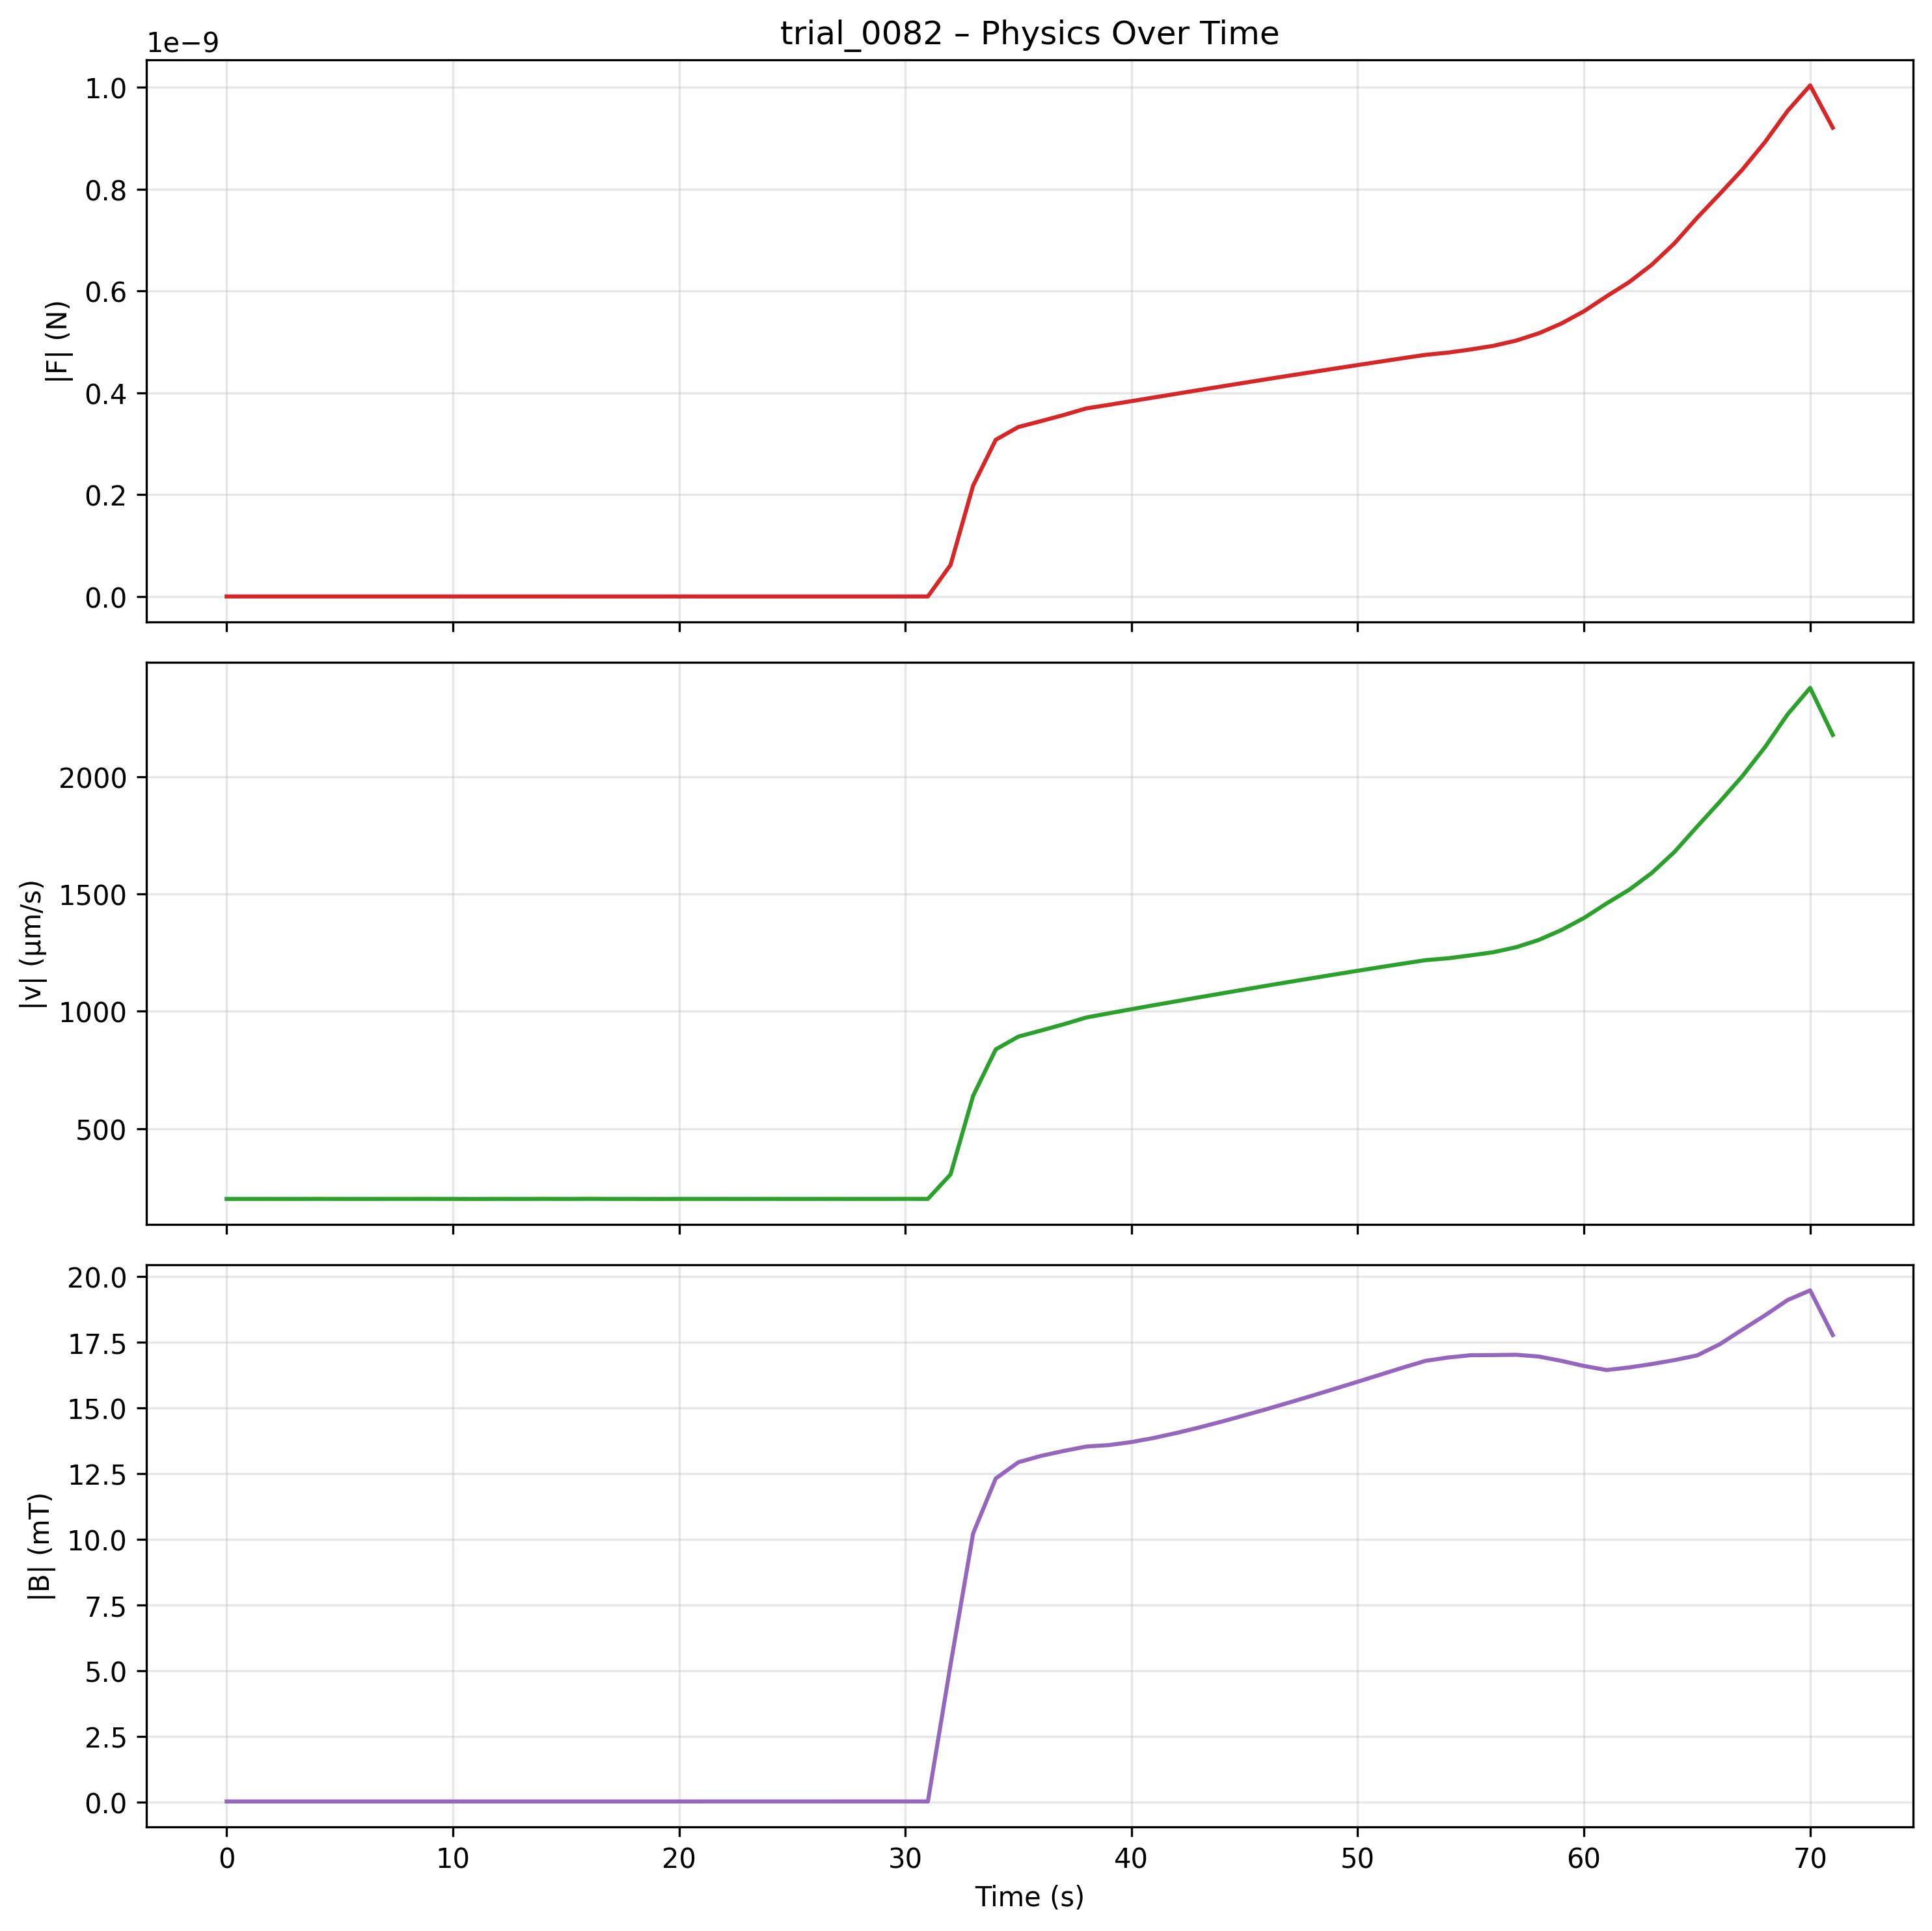 trial_0082 – Physics Over Time
1e−9
1.0
0.8
0.6
0.4
0.2
0.0
|F| (N)
2000
1500
1000
500
|v| (µm/s)
20.0
17.5
15.0
12.5
10.0
7.5
5.0
2.5
0.0
|B| (mT)
0 10 20 30 40 50 60 70
Time (s)